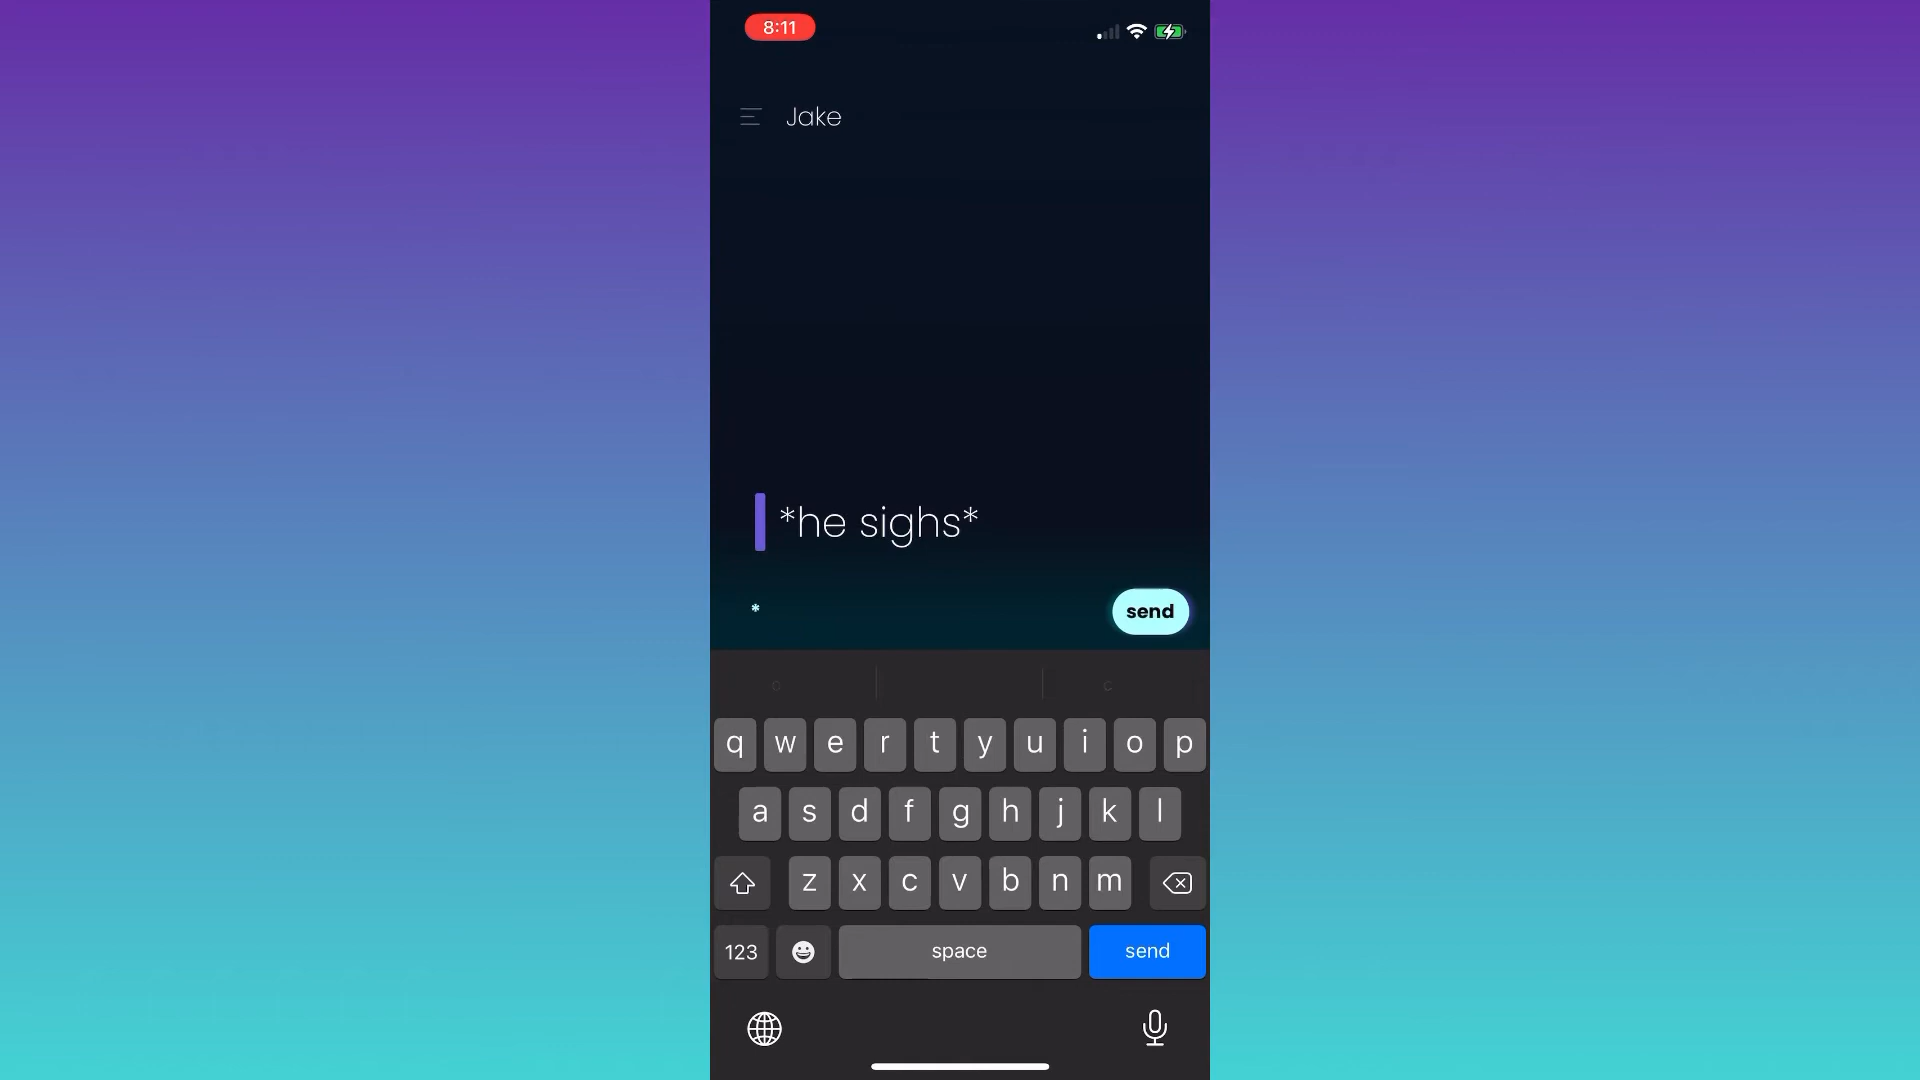 8:11
Jake
*he sighs*
* send
c c
q w e r t y u i o p
a s d f g h j k l
z x c v b n m
123 space send